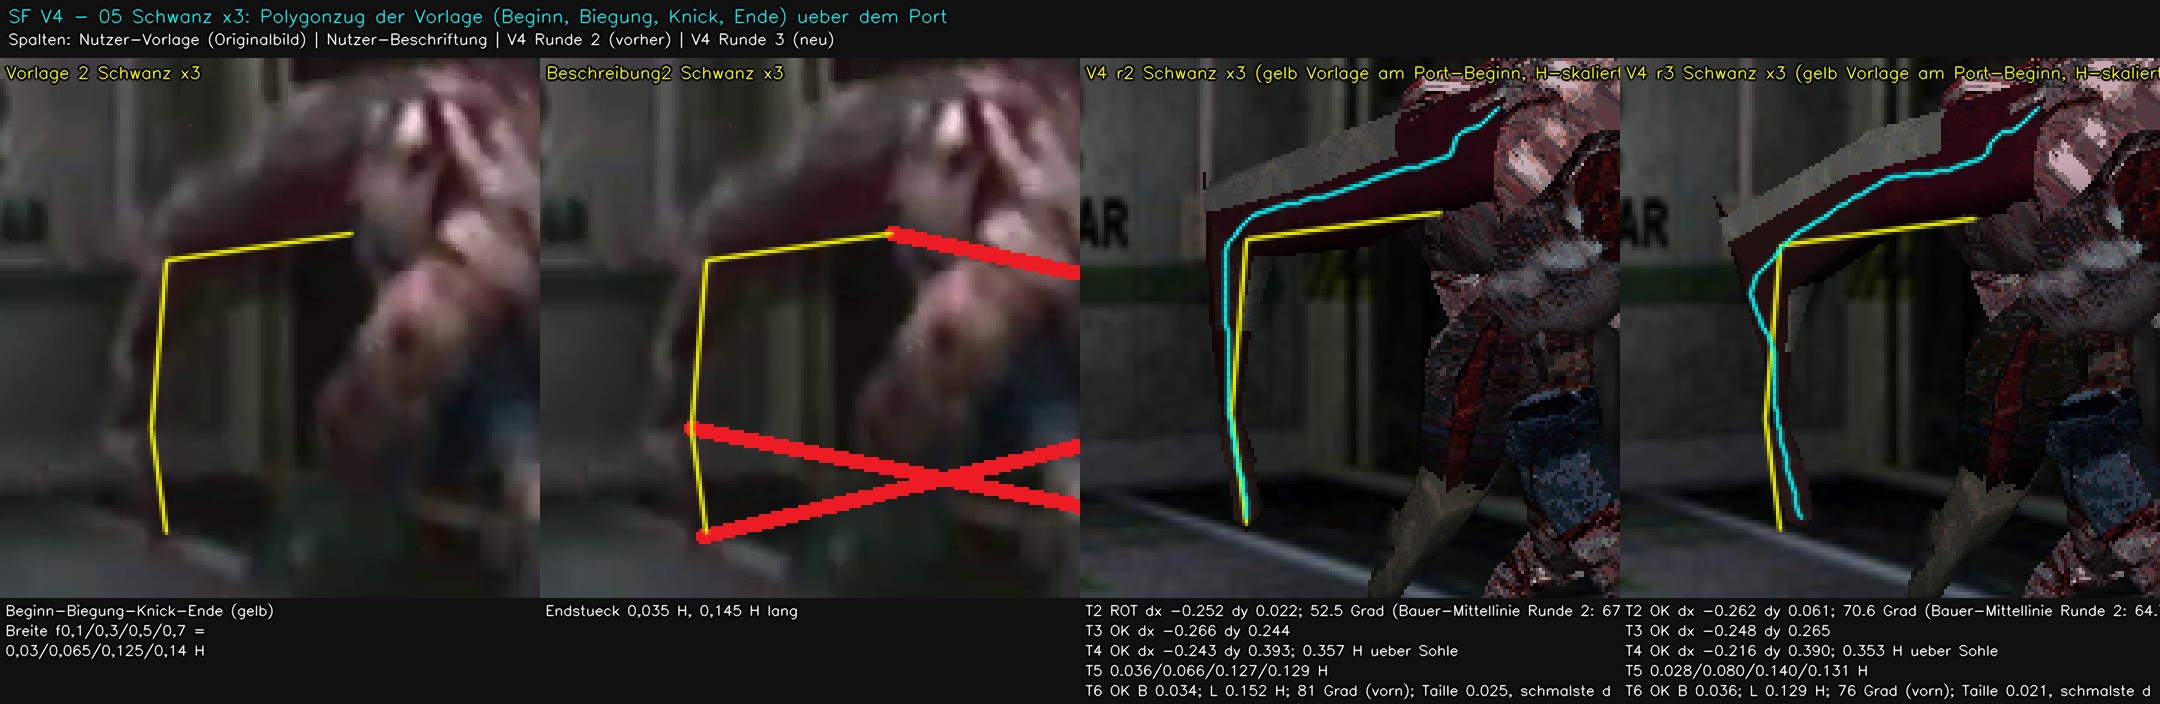 SF V4 – 05 Schwanz x3: Polygonzug der Vorlage (Beginn, Biegung, Knick, Ende) ueber dem Port
Spalten: Nutzer–Vorlage (Originalbild) | Nutzer–Beschriftung | V4 Runde 2 (vorher) | V4 Runde 3 (neu)
Vorlage 2 Schwanz x3
Beschreibung2 Schwanz x3
V4 r2 Schwanz x3 (gelb Vorlage am Port–Beginn, H–skaliert
V4 r3 Schwanz x3 (gelb Vorlage am Port–Beginn, H–skaliert
AR
AR
Beginn–Biegung–Knick–Ende (gelb)
Breite f0,1/0,3/0,5/0,7 =
0,03/0,065/0,125/0,14 H
Endstueck 0,035 H, 0,145 H lang
T2 ROT dx –0.252 dy 0.022; 52.5 Grad (Bauer–Mittellinie Runde 2: 67
T3 OK dx –0.266 dy 0.244
T4 OK dx –0.243 dy 0.393; 0.357 H ueber Sohle
T5 0.036/0.066/0.127/0.129 H
T6 OK B 0.034; L 0.152 H; 81 Grad (vorn); Taille 0.025, schmalste d
T2 OK dx –0.262 dy 0.061; 70.6 Grad (Bauer–Mittellinie Runde 2: 64.
T3 OK dx –0.248 dy 0.265
T4 OK dx –0.216 dy 0.390; 0.353 H ueber Sohle
T5 0.028/0.080/0.140/0.131 H
T6 OK B 0.036; L 0.129 H; 76 Grad (vorn); Taille 0.021, schmalste d